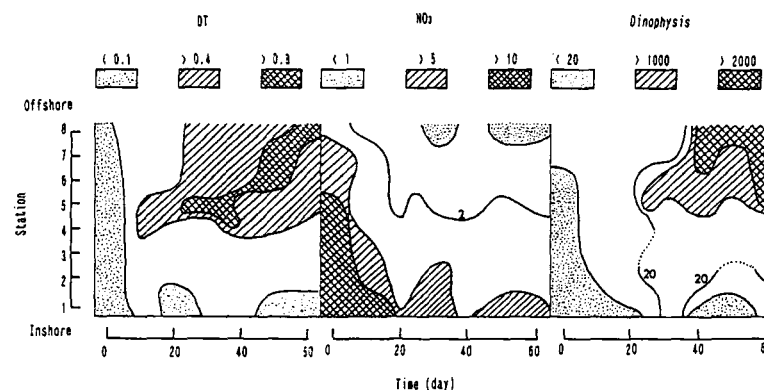 DT NO₃ Dinophysis
< 0.1 > 0.4 > 0.8 < 1 > 5 > 10 < 20 > 1000 > 2000
Offshore
8
7
6
5
4
3
2
1
Station
2
20
20
Inshore
0 20 40 50 0 20 40 60 0 20 40 60
Time (day)